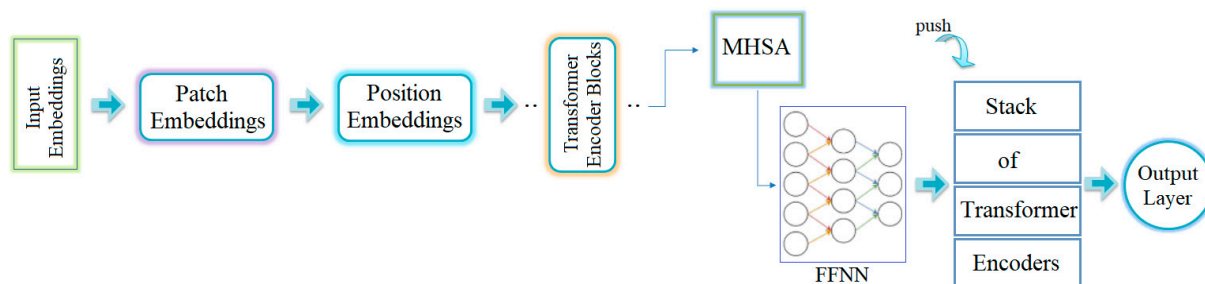 Input
Embeddings
Patch
Embeddings
Position
Embeddings
..
Transformer
Encoder Blocks
..
MHSA
FFNN
push
Stack
of
Transformer
Encoders
Output
Layer